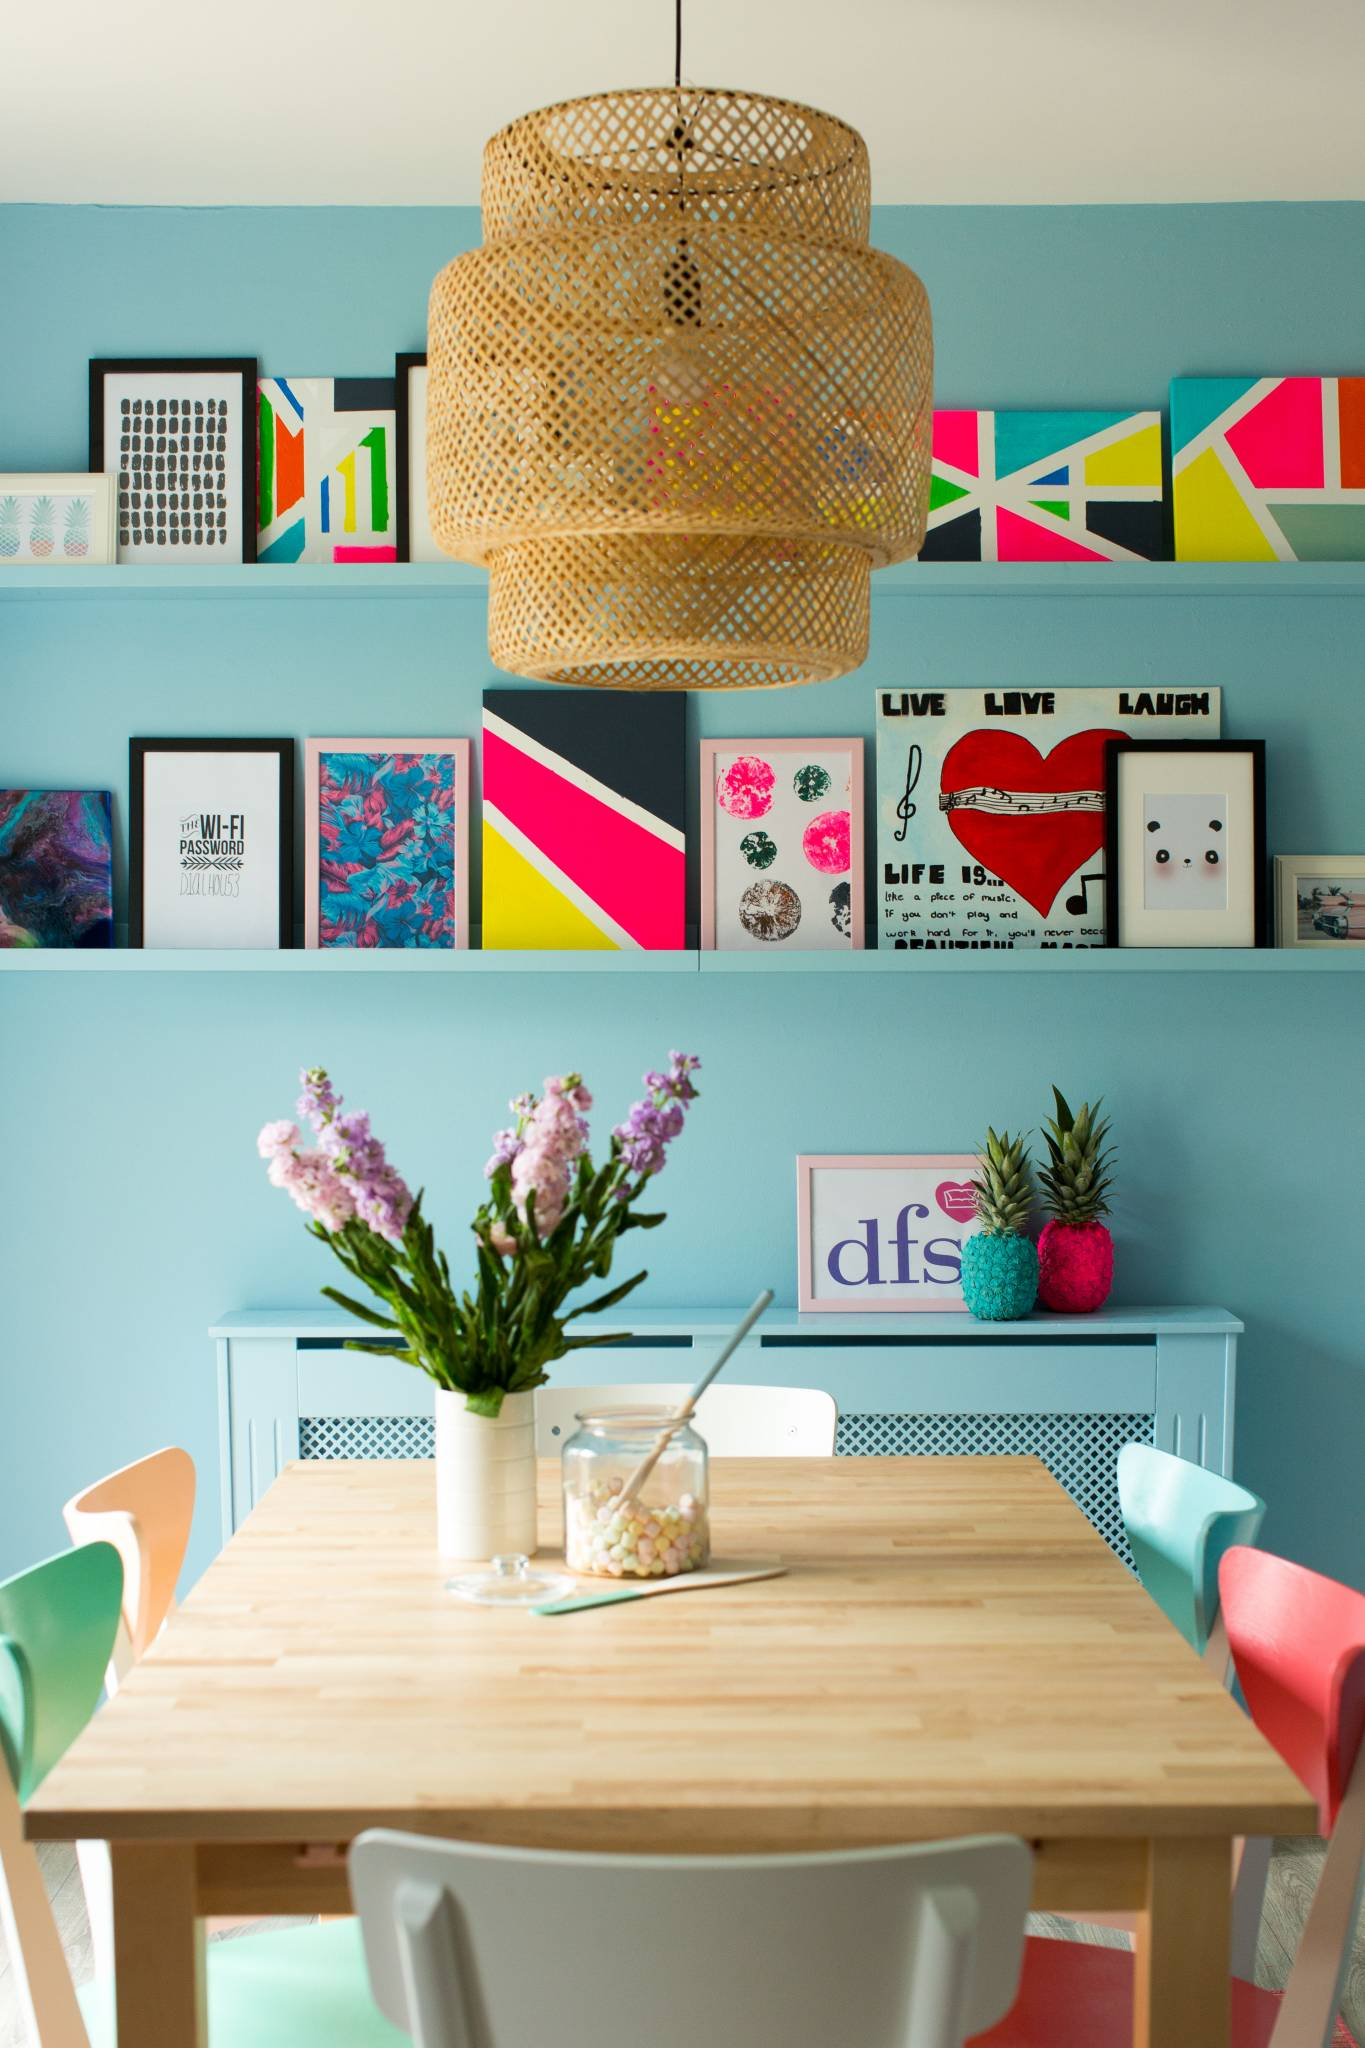 LIVE LOVE LAUGH
LIFE IS...
like a piece of music,
if you don't play and
work hard for it, you'll never
BEAUTIFUL
THE WI-FI
PASSWORD
dfs